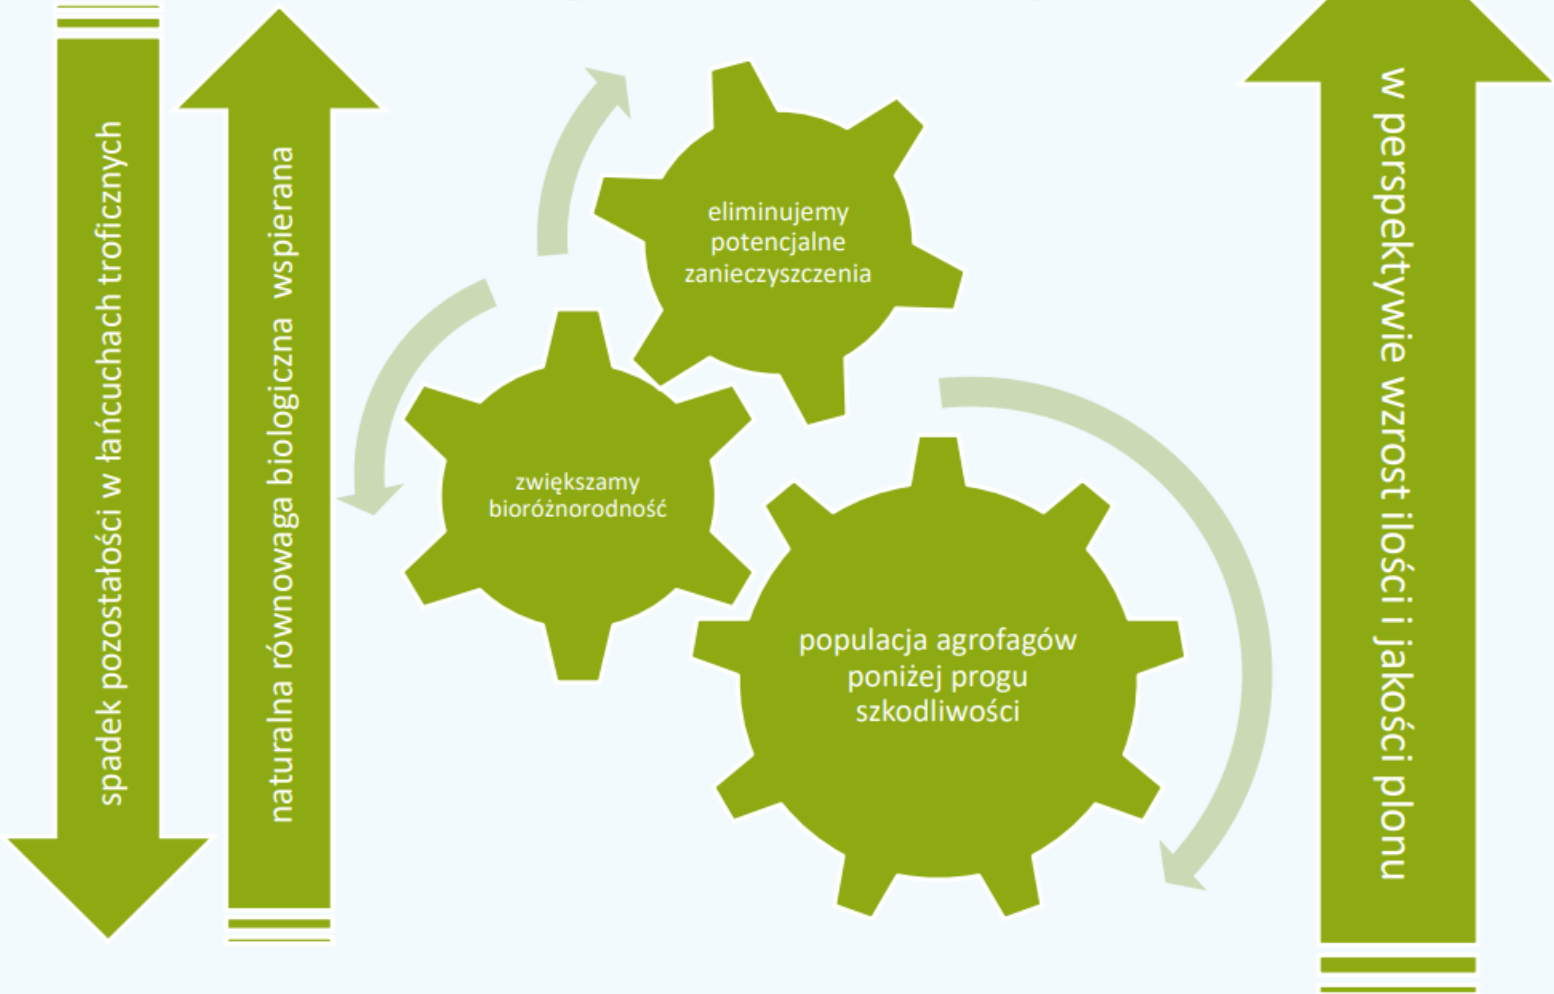 spadek pozostałości w łańcuchach troficznych
naturalna równowaga biologiczna wspierana
eliminujemy
potencjalne
zanieczyszczenia
zwiększamy
bioróżnorodność
populacja agrofagów
poniżej progu
szkodliwości
w perspektywie wzrost ilości i jakości plonu